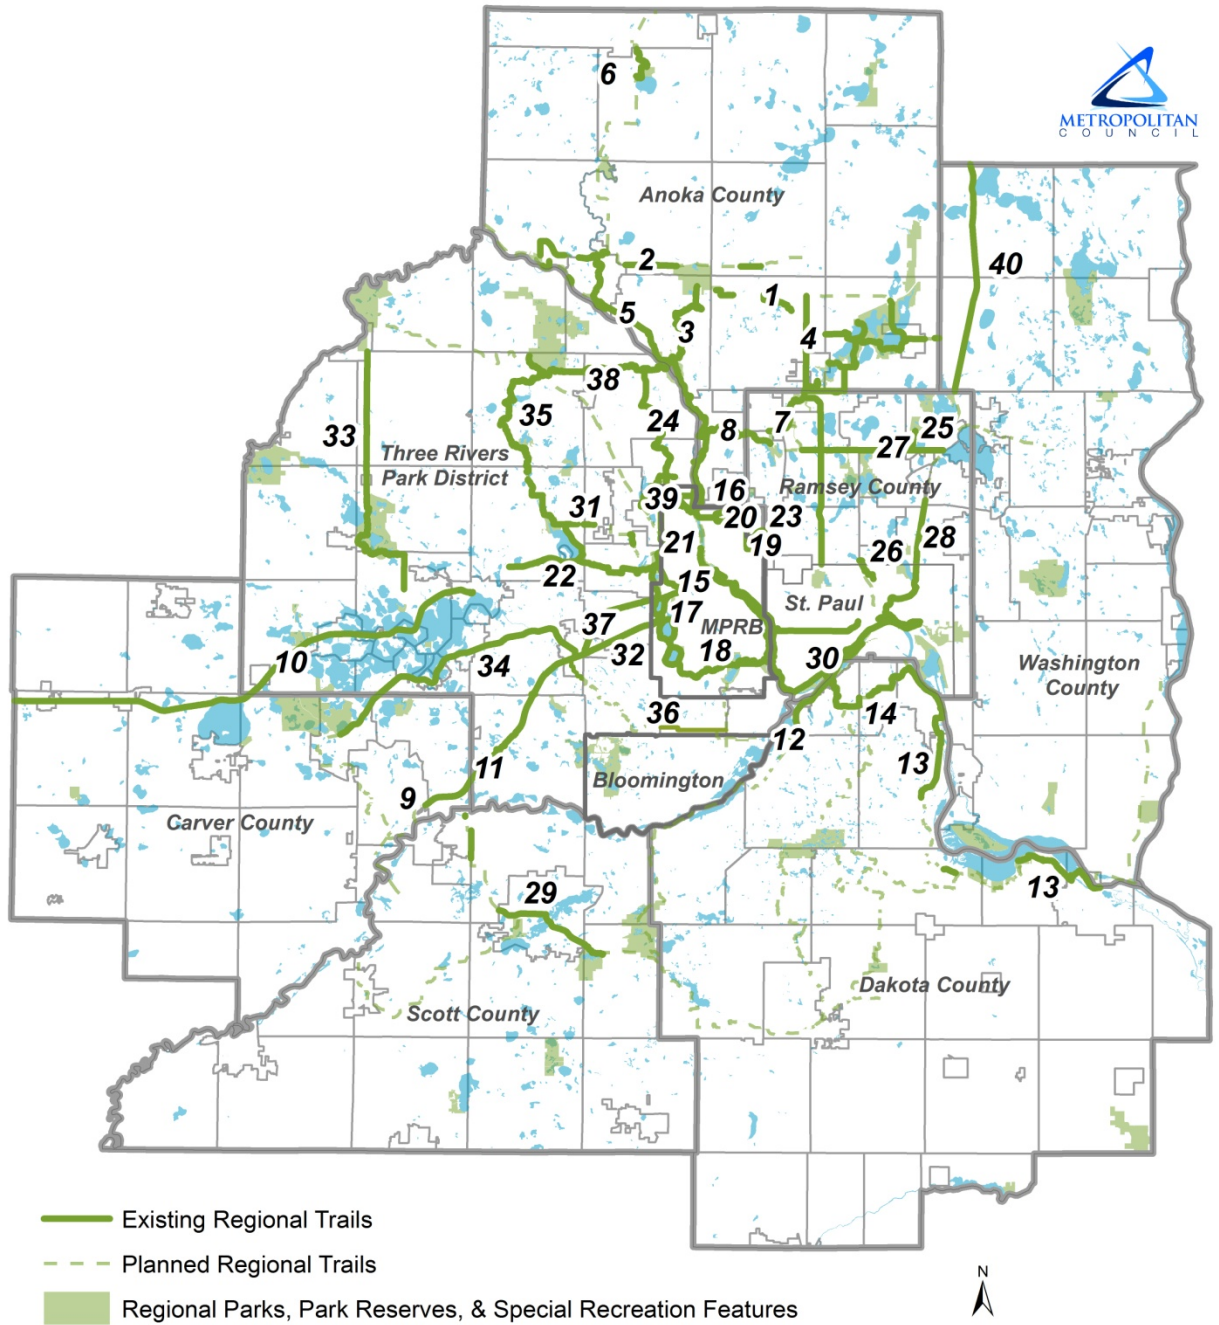 METROPOLITAN
COUNCIL
6
Anoka County
2
40
1
5
3
4
38
35
24
7
8
25
33
27
Three Rivers
Park District
16
Ramsey County
39
31
20
23
21
19
26
28
22
15
St. Paul
17
37
MPRB
32
18
30
10
34
Washington
County
36
14
12
13
11
Bloomington
9
Carver County
29
13
Dakota County
Scott County
Existing Regional Trails
Planned Regional Trails
Regional Parks, Park Reserves, & Special Recreation Features
N